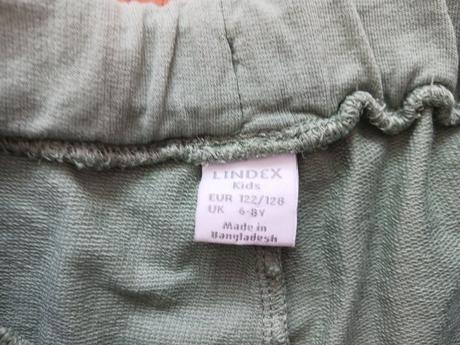 LINDEX
Kids
EUR 122/128
UK 6-8Y
Made in
Bangladesh